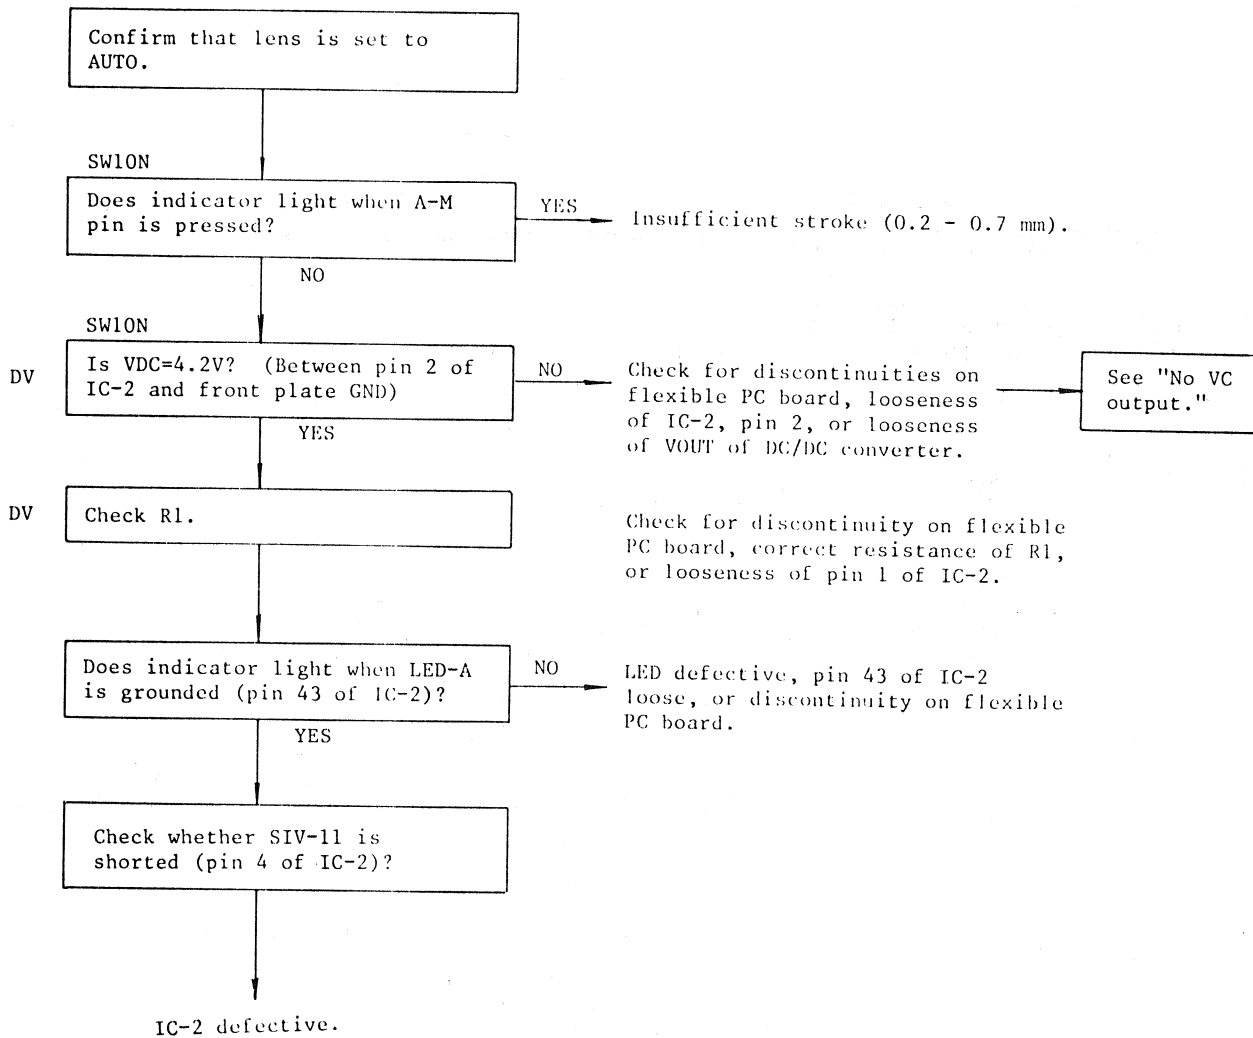 Confirm that lens is set to
AUTO.
SW1ON
Does indicator light when A-M
pin is pressed?
YES
Insufficient stroke (0.2 - 0.7 mm).
NO
SW1ON
DV
Is VDC=4.2V? (Between pin 2 of
IC-2 and front plate GND)
NO
Check for discontinuities on
flexible PC board, looseness
of IC-2, pin 2, or looseness
of VOUT of DC/DC converter.
See "No VC
output."
YES
DV
Check R1.
Check for discontinuity on flexible
PC board, correct resistance of R1,
or looseness of pin 1 of IC-2.
Does indicator light when LED-A
is grounded (pin 43 of IC-2)?
NO
LED defective, pin 43 of IC-2
loose, or discontinuity on flexible
PC board.
YES
Check whether SIV-11 is
shorted (pin 4 of IC-2)?
IC-2 defective.